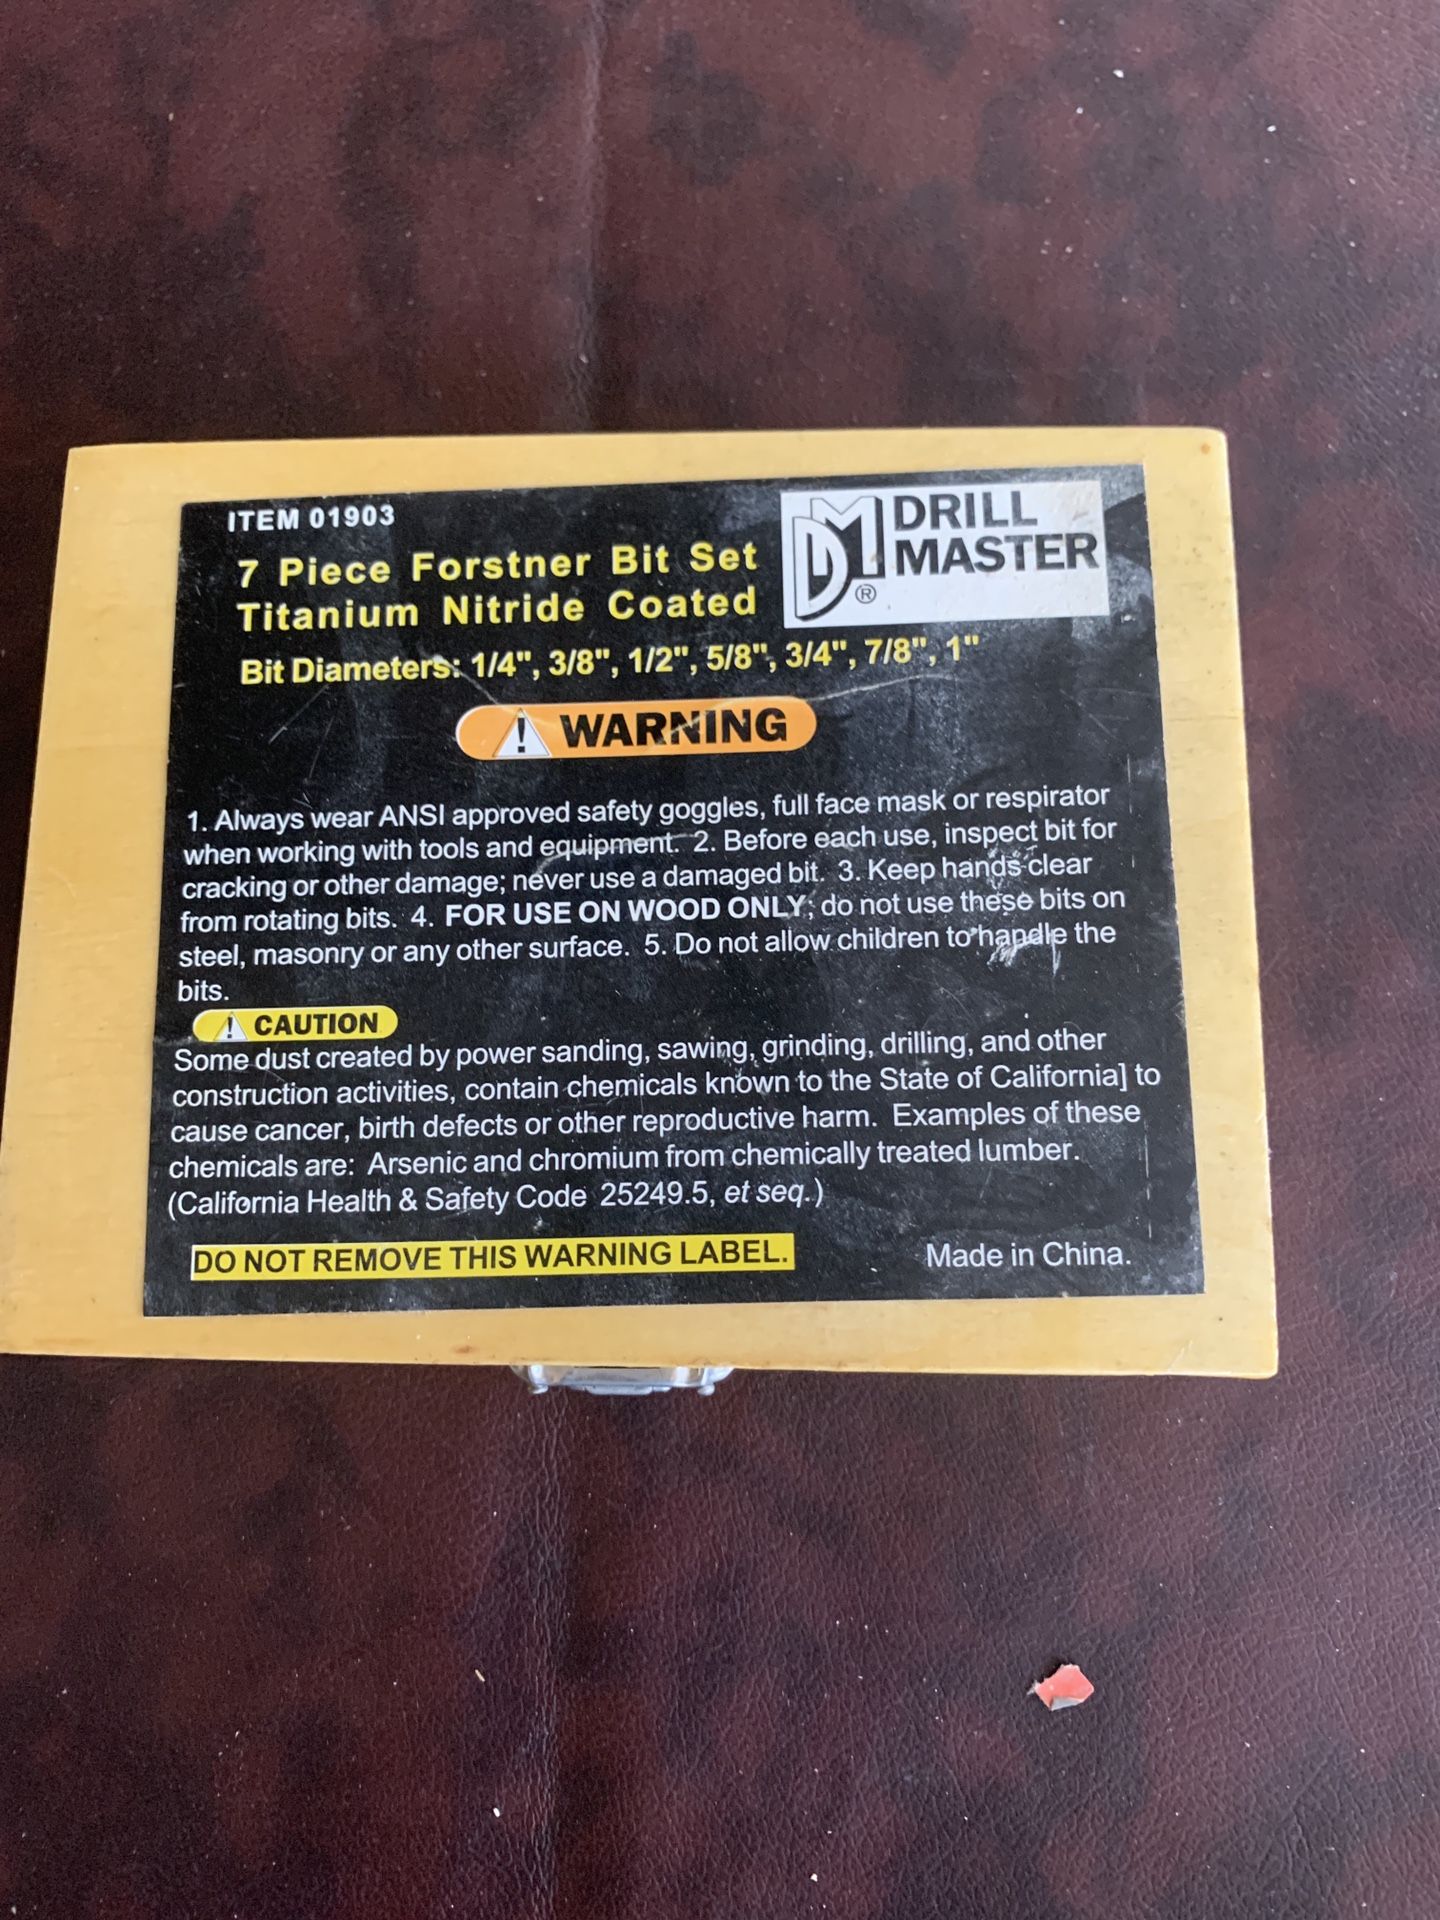 ITEM 01903
7 Piece Forstner Bit Set
Titanium Nitride Coated
DM
®
DRILL
MASTER
Bit Diameters: 1/4", 3/8", 1/2", 5/8", 3/4", 7/8", 1"
! WARNING
1. Always wear ANSI approved safety goggles, full face mask or respirator
when working with tools and equipment. 2. Before each use, inspect bit for
cracking or other damage; never use a damaged bit. 3. Keep hands clear
from rotating bits. 4. FOR USE ON WOOD ONLY; do not use these bits on
steel, masonry or any other surface. 5. Do not allow children to handle the
bits.
! CAUTION
Some dust created by power sanding, sawing, grinding, drilling, and other
construction activities, contain chemicals known to the State of California] to
cause cancer, birth defects or other reproductive harm. Examples of these
chemicals are: Arsenic and chromium from chemically treated lumber.
(California Health & Safety Code 25249.5, et seq.)
DO NOT REMOVE THIS WARNING LABEL.
Made in China.